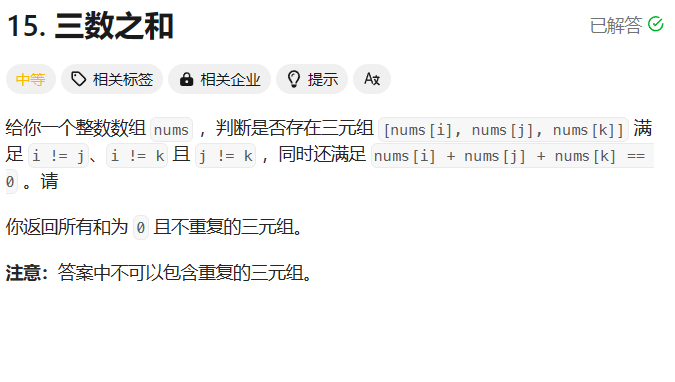 15. 三数之和
已解答
中等 相关标签 相关企业 提示
给你一个整数数组 nums ，判断是否存在三元组 [nums[i], nums[j], nums[k]] 满
足 i != j、i != k 且 j != k ，同时还满足 nums[i] + nums[j] + nums[k] ==
0 。请
你返回所有和为 0 且不重复的三元组。
注意：答案中不可以包含重复的三元组。